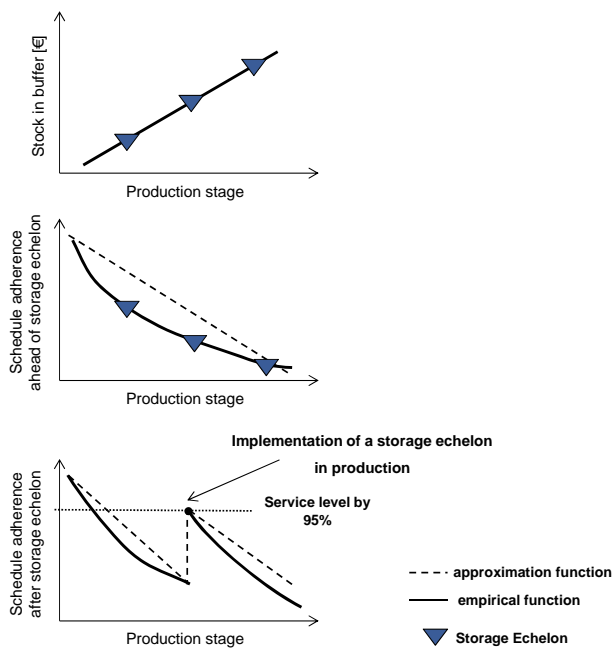 Stock in buffer [€]
Production stage
Schedule adherence
ahead of storage echelon
Production stage
Implementation of a storage echelon
in production
Service level by
95%
Schedule adherence
after storage echelon
Production stage
approximation function
empirical function
Storage Echelon